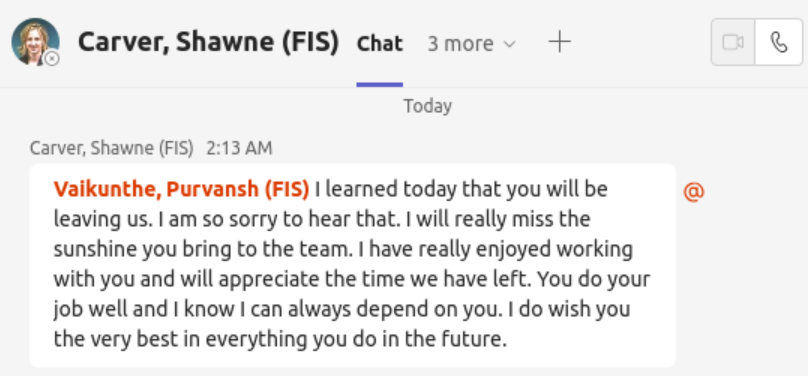 Carver, Shawne (FIS) Chat 3 more
Today
Carver, Shawne (FIS) 2:13 AM
Vaikunthe, Purvansh (FIS) I learned today that you will be
leaving us. I am so sorry to hear that. I will really miss the
sunshine you bring to the team. I have really enjoyed working
with you and will appreciate the time we have left. You do your
job well and I know I can always depend on you. I do wish you
the very best in everything you do in the future.
@